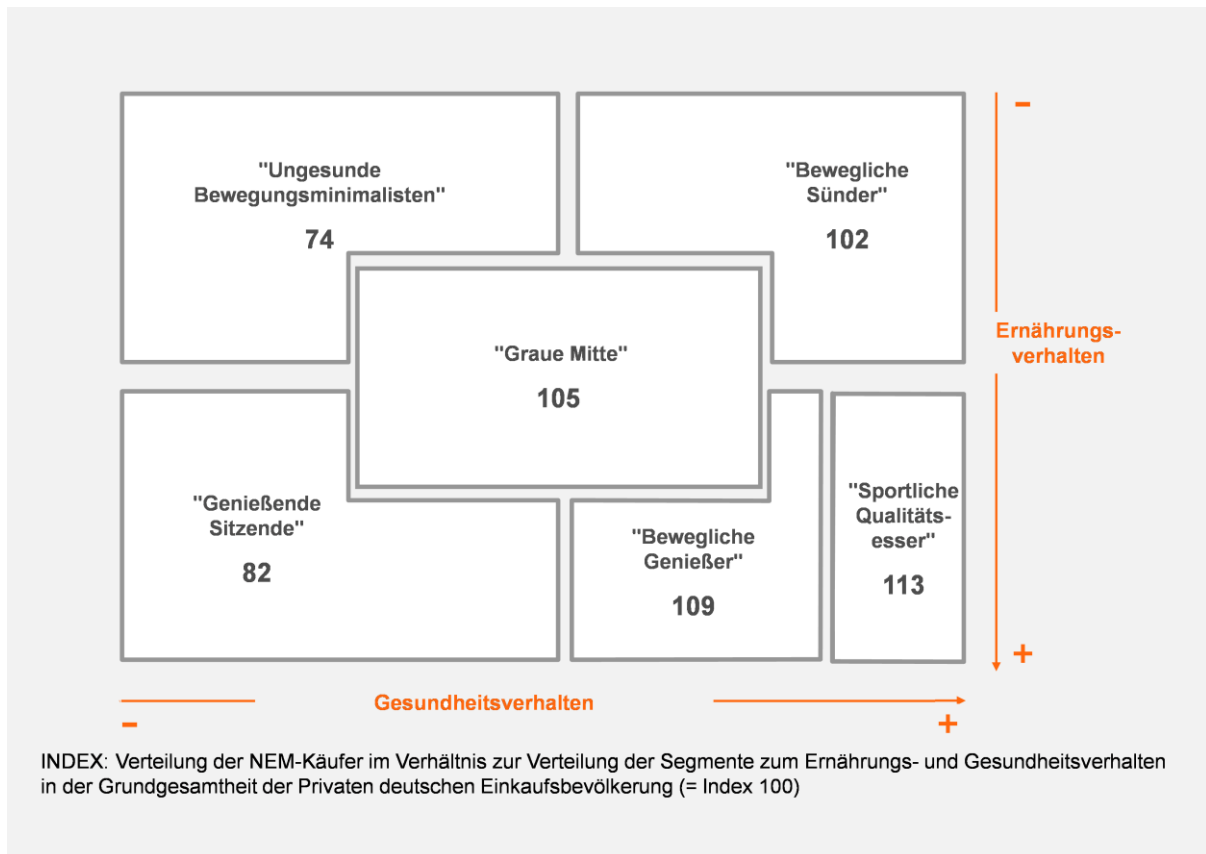 "Ungesunde
Bewegungsminimalisten"
74
"Bewegliche
Sünder"
102
"Graue Mitte"
105
"Genießende
Sitzende"
82
"Bewegliche
Genießer"
109
"Sportliche
Qualitäts-
esser"
113
-
Ernährungs-
verhalten
+
Gesundheitsverhalten
-
+
INDEX: Verteilung der NEM-Käufer im Verhältnis zur Verteilung der Segmente zum Ernährungs- und Gesundheitsverhalten
in der Grundgesamtheit der Privaten deutschen Einkaufsbevölkerung (= Index 100)